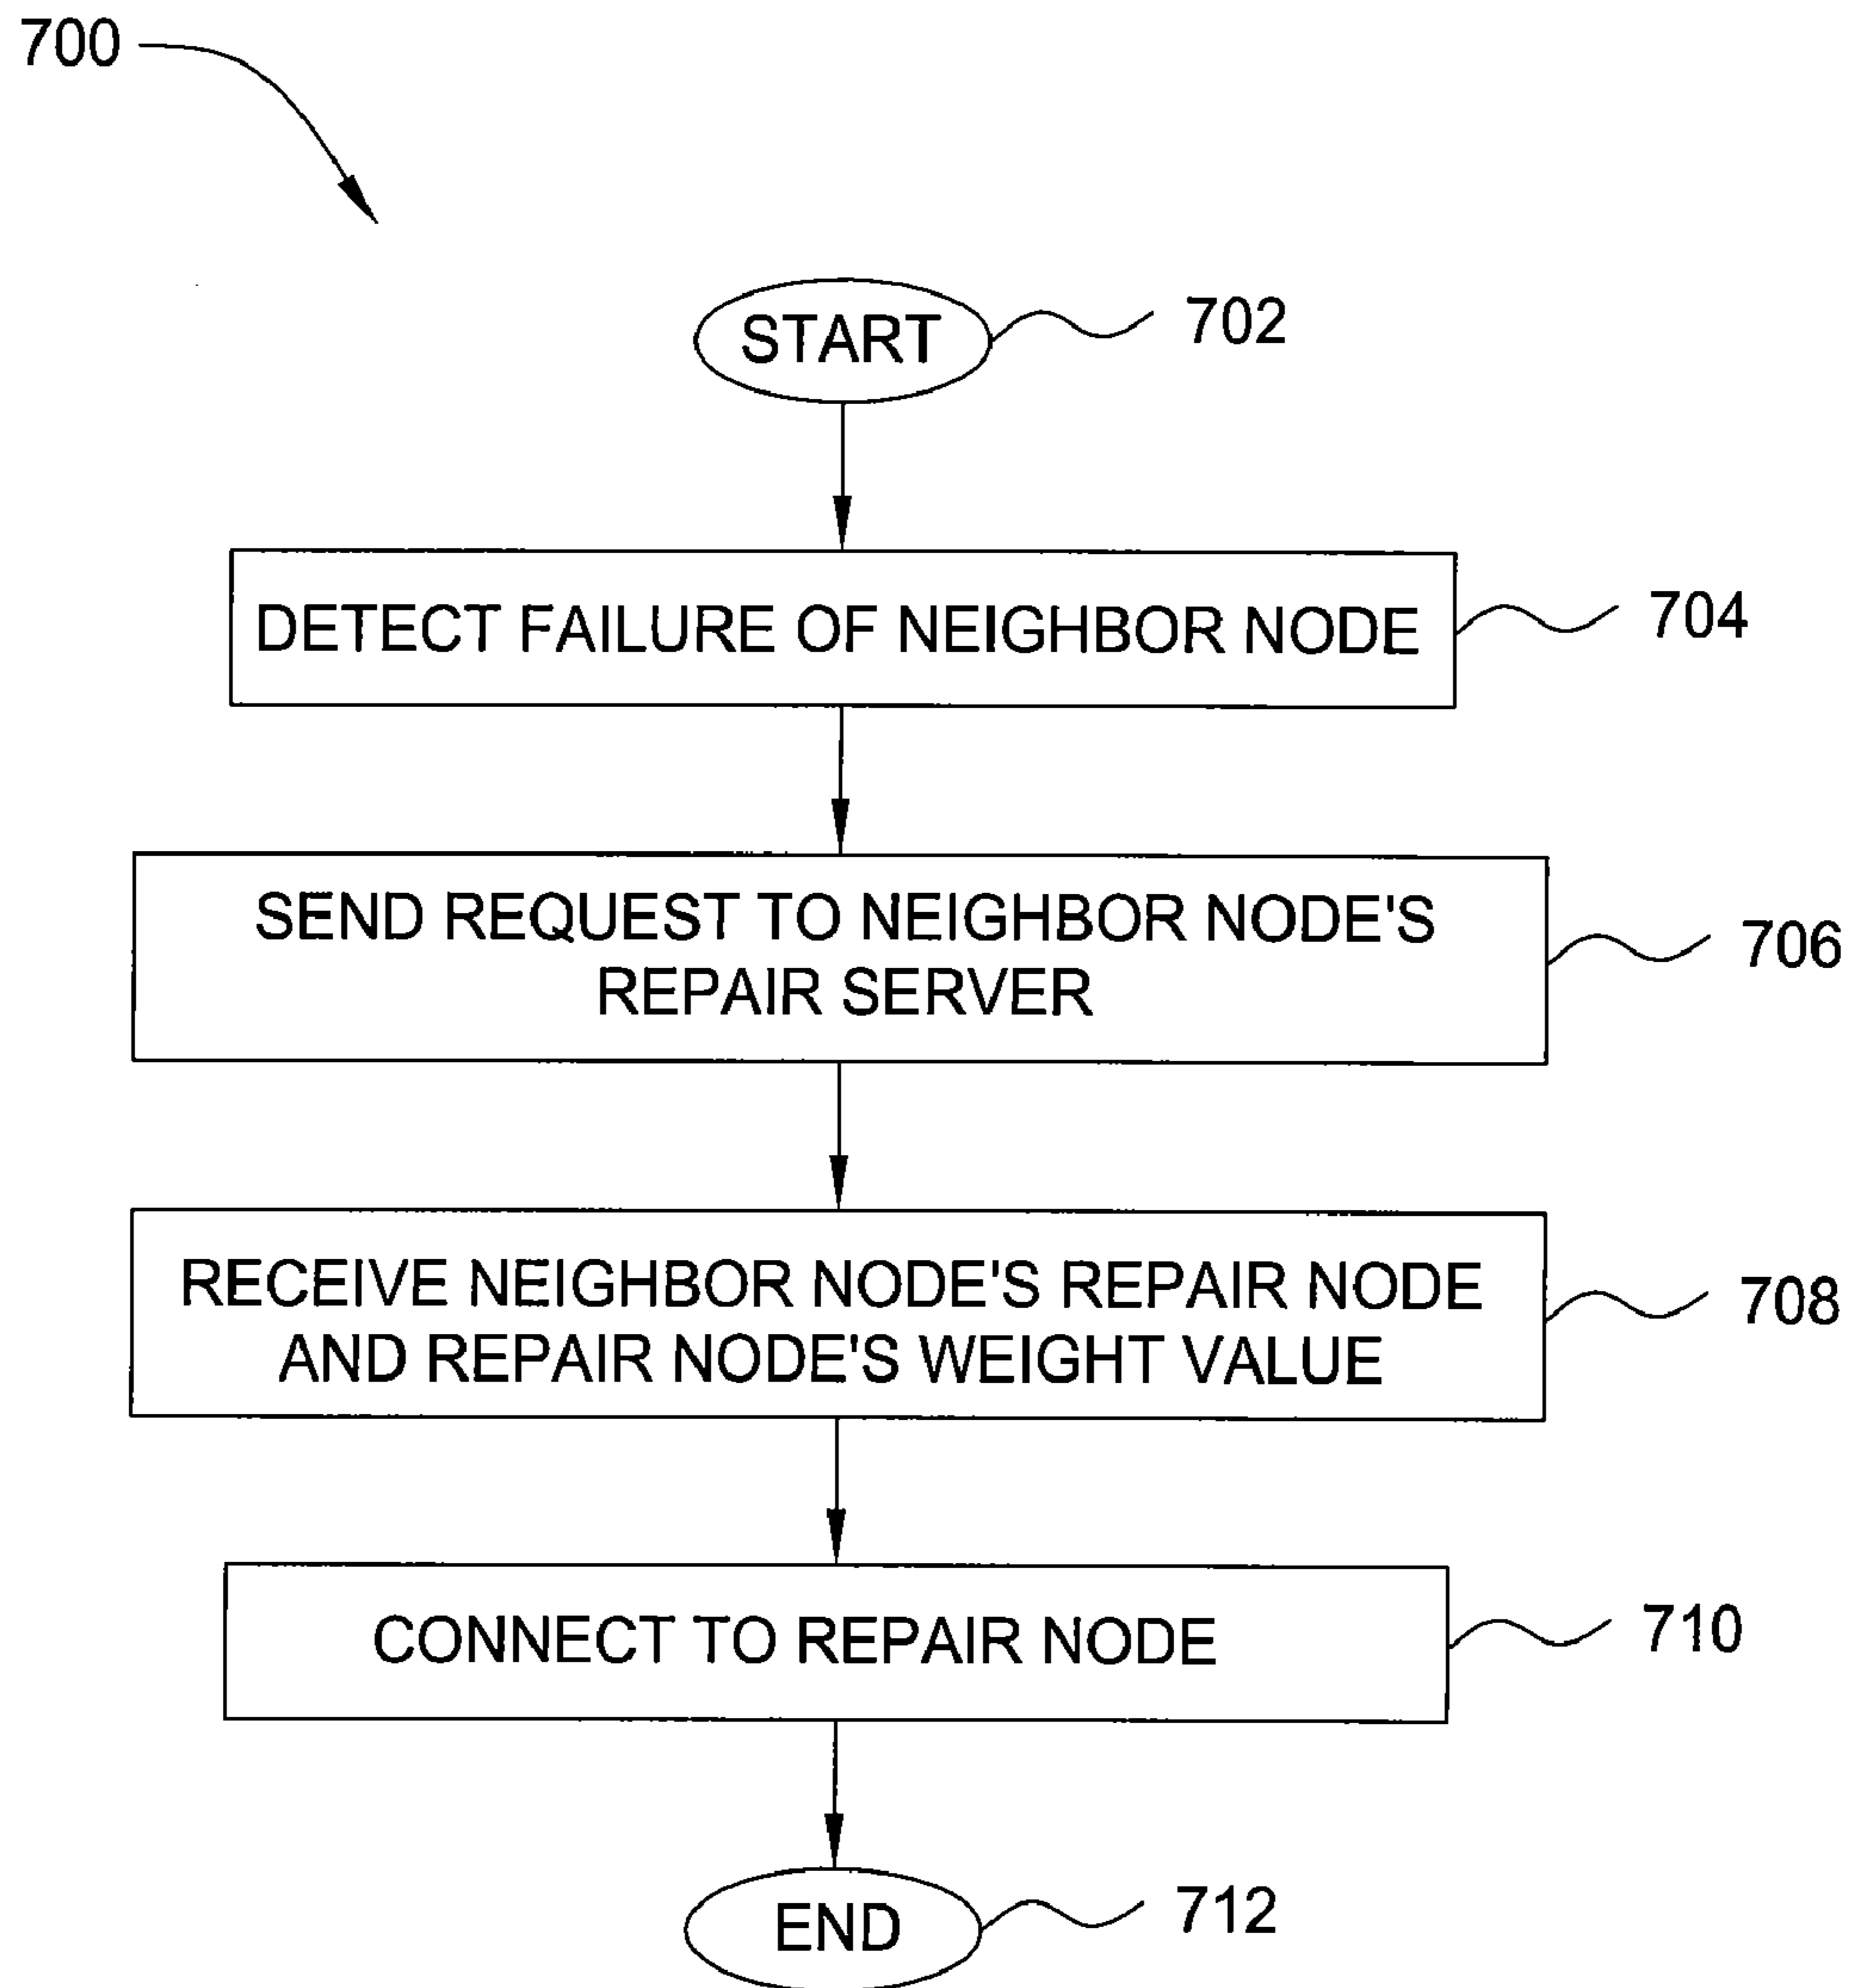 700
START
702
DETECT FAILURE OF NEIGHBOR NODE
704
SEND REQUEST TO NEIGHBOR NODE'S
REPAIR SERVER
706
RECEIVE NEIGHBOR NODE'S REPAIR NODE
AND REPAIR NODE'S WEIGHT VALUE
708
CONNECT TO REPAIR NODE
710
END
712